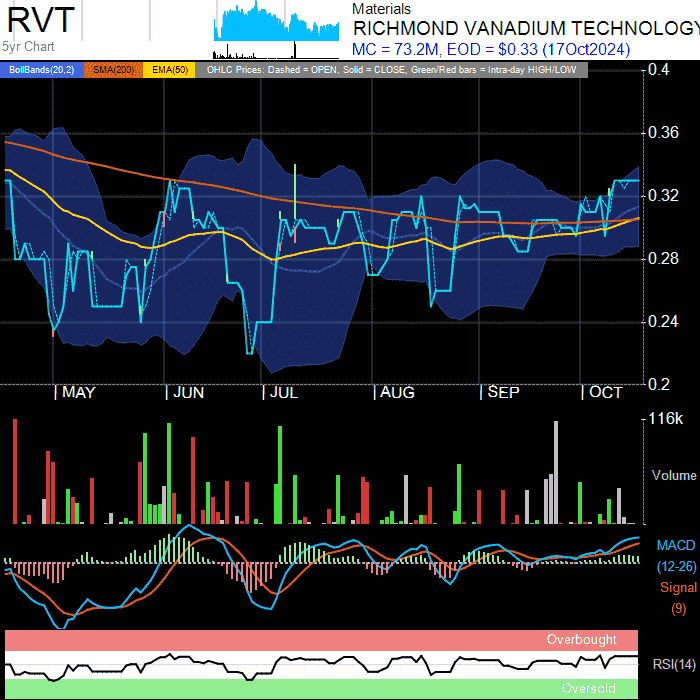 RVT
5yr Chart
Materials
RICHMOND VANADIUM TECHNOLOGY
MC = 73.2M, EOD = $0.33 (17Oct2024)
BollBands(20,2) SMA(200) EMA(50) OHLC Prices: Dashed = OPEN, Solid = CLOSE, Green/Red bars = Intra-day HIGH/LOW
0.4
0.36
0.32
0.28
0.24
0.2
MAY JUN JUL AUG SEP OCT
116k
Volume
MACD
(12-26)
Signal
(9)
Overbought
RSI(14)
Oversold